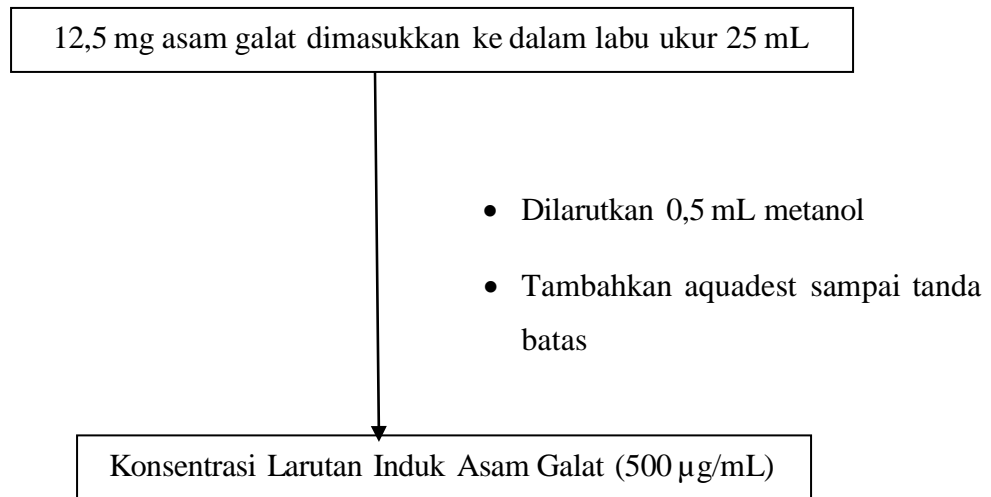 12,5 mg asam galat dimasukkan ke dalam labu ukur 25 mL
• Dilarutkan 0,5 mL metanol
• Tambahkan aquadest sampai tanda
batas
Konsentrasi Larutan Induk Asam Galat (500 µg/mL)